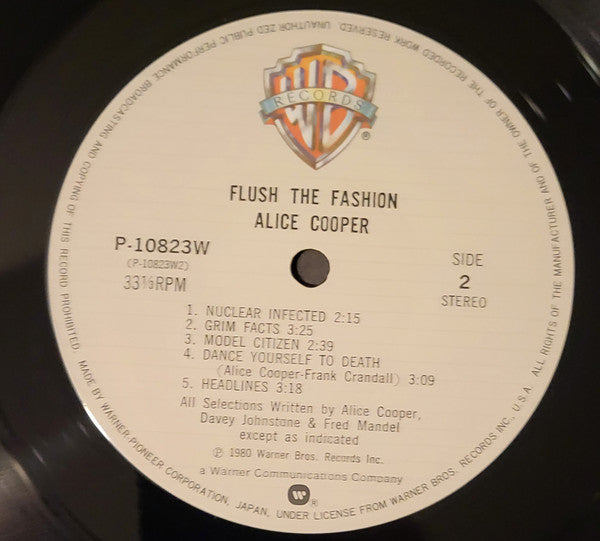 WB
RECORDS
®
FLUSH THE FASHION
ALICE COOPER
P-10823W
(P-10823W2)
33⅓RPM
SIDE
2
STEREO
1. NUCLEAR INFECTED 2:15
2. GRIM FACTS 3:25
3. MODEL CITIZEN 2:39
4. DANCE YOURSELF TO DEATH
(Alice Cooper-Frank Crandall) 3:09
5. HEADLINES 3:18
All Selections Written by Alice Cooper,
Davey Johnstone & Fred Mandel
except as indicated
℗ 1980 Warner Bros. Records Inc.
a Warner Communications Company
®
MADE BY WARNER-PIONEER CORPORATION, JAPAN, UNDER LICENSE FROM WARNER BROS. RECORDS INC., U.S.A. ALL RIGHTS OF THE MANUFACTURER AND OF THE OWNER OF THE RECORDED WORK RESERVED. UNAUTHORIZED PUBLIC PERFORMANCE BROADCASTING AND COPYING OF THIS RECORD PROHIBITED.